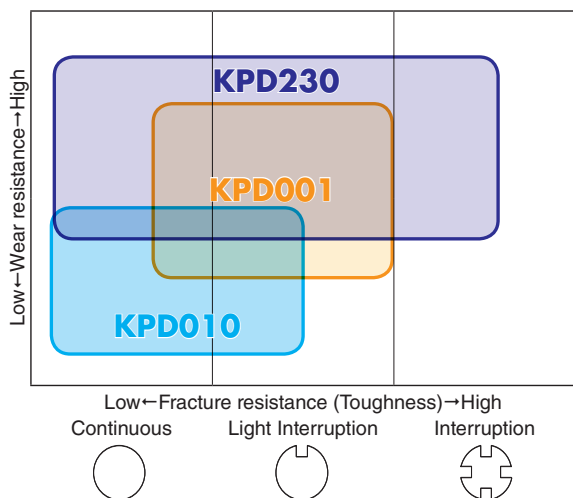 KPD230
KPD001
KPD010
Low←Wear resistance→High
Low←Fracture resistance (Toughness)→High
Continuous Light Interruption Interruption